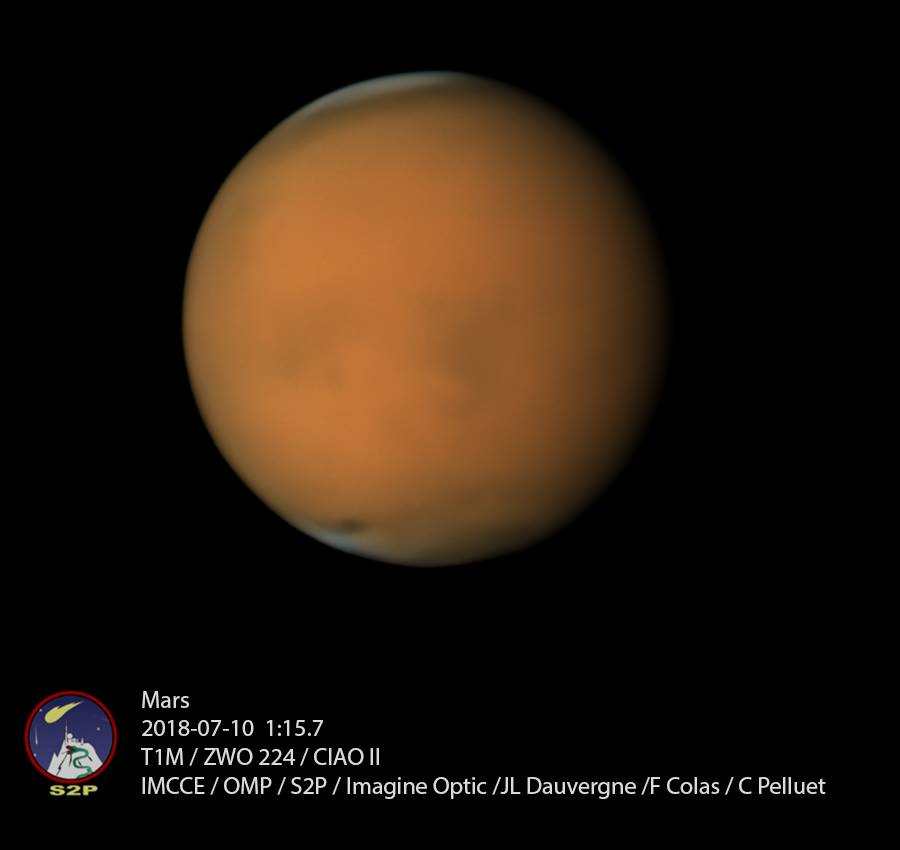 Mars
2018-07-10  1:15.7
T1M / ZWO 224 / CIAO II
IMCCE / OMP / S2P / Imagine Optic /JL Dauvergne /F Colas / C Pelluet
S2P